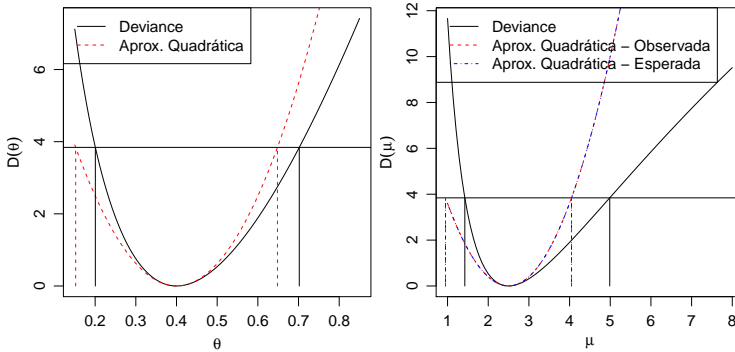 Deviance
Aprox. Quadrática
D(θ)
0 2 4 6
0.2 0.3 0.4 0.5 0.6 0.7 0.8
θ
Deviance
Aprox. Quadrática − Observada
Aprox. Quadrática − Esperada
D(μ)
0 2 4 6 8 10 12
1 2 3 4 5 6 7 8
μ